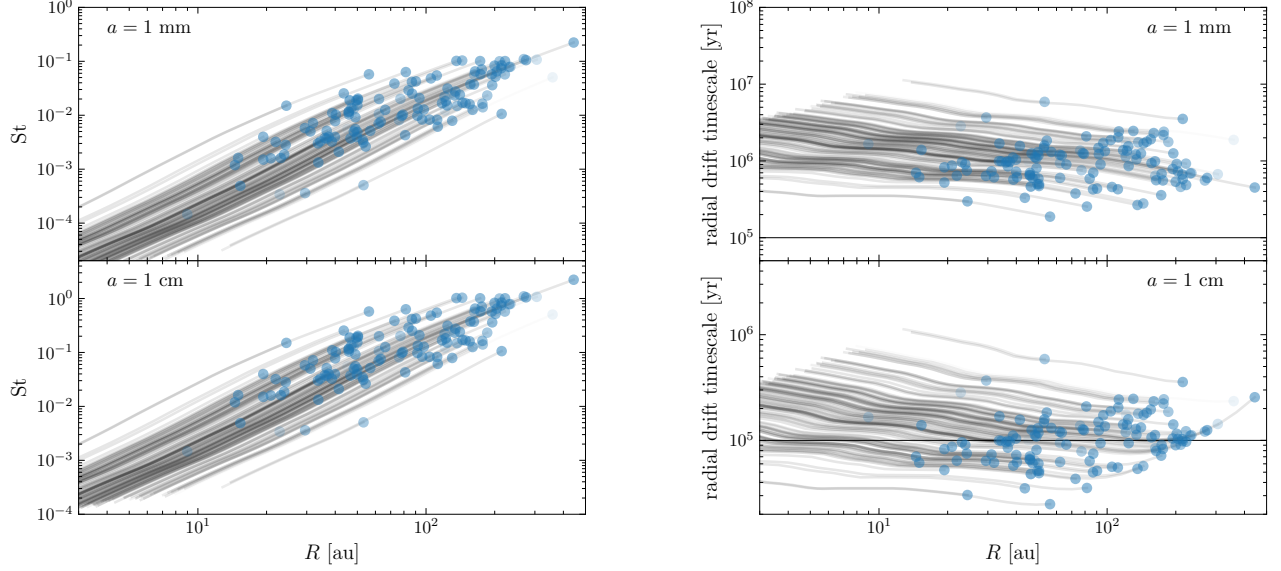 10^0
a = 1 mm
10^-1
10^-2
St
10^-3
10^-4
a = 1 cm
10^0
10^-1
St
10^-2
10^-3
10^-4
10^1
10^2
R [au]
10^8
a = 1 mm
10^7
radial drift timescale [yr]
10^6
10^5
a = 1 cm
10^6
radial drift timescale [yr]
10^5
10^1
10^2
R [au]